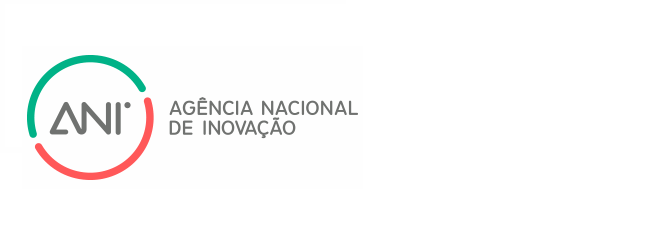 ANI
AGÊNCIA NACIONAL
DE INOVAÇÃO